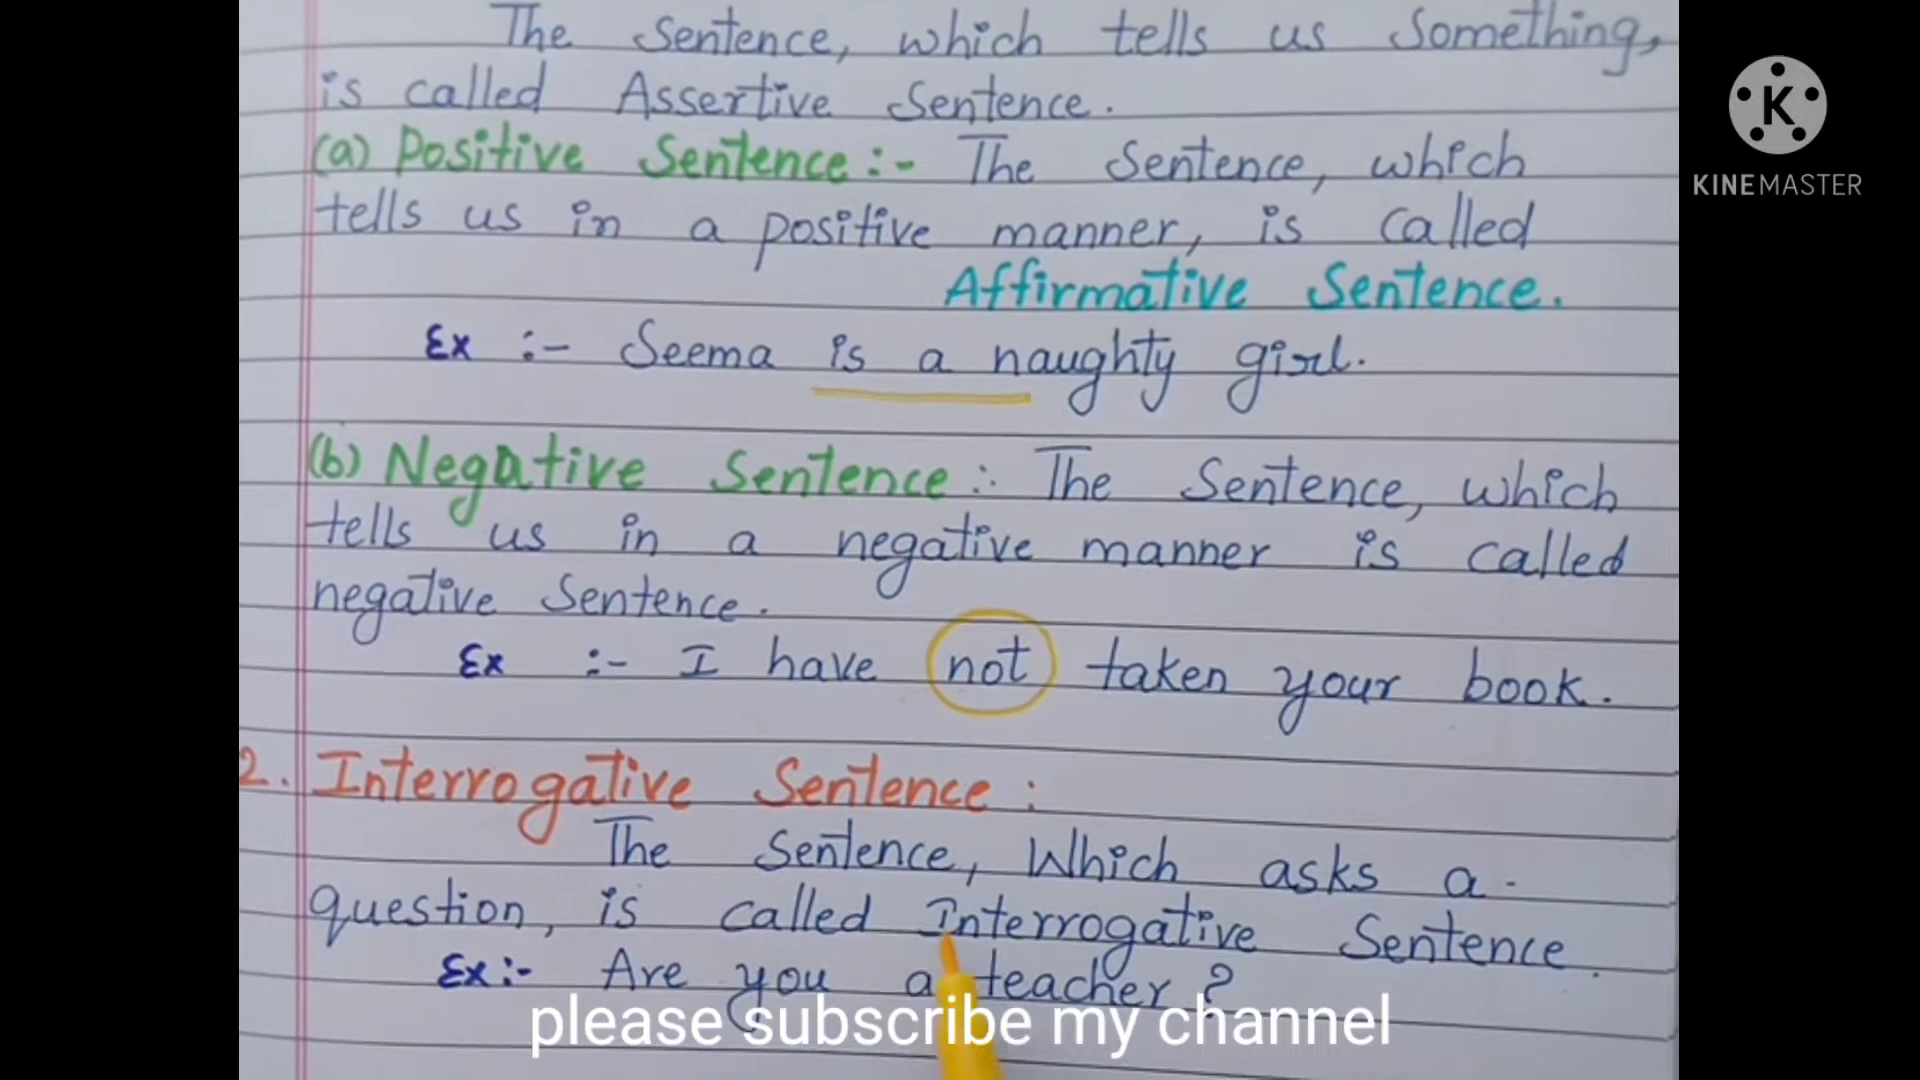 The Sentence, which tells us Something,
is called Assertive Sentence.
(a) Positive Sentence :- The Sentence, which
tells us in a positive manner, is called
Affirmative Sentence.
Ex :- Seema is a naughty girl.
(b) Negative Sentence :. The Sentence, which
tells us in a negative manner is called
negative Sentence.
Ex :- I have not taken your book.
2. Interrogative Sentence :
The Sentence, Which asks a -
question, is called Interrogative Sentence.
Ex :- Are you a teacher ?
please subscribe my channel
K
KINEMASTER